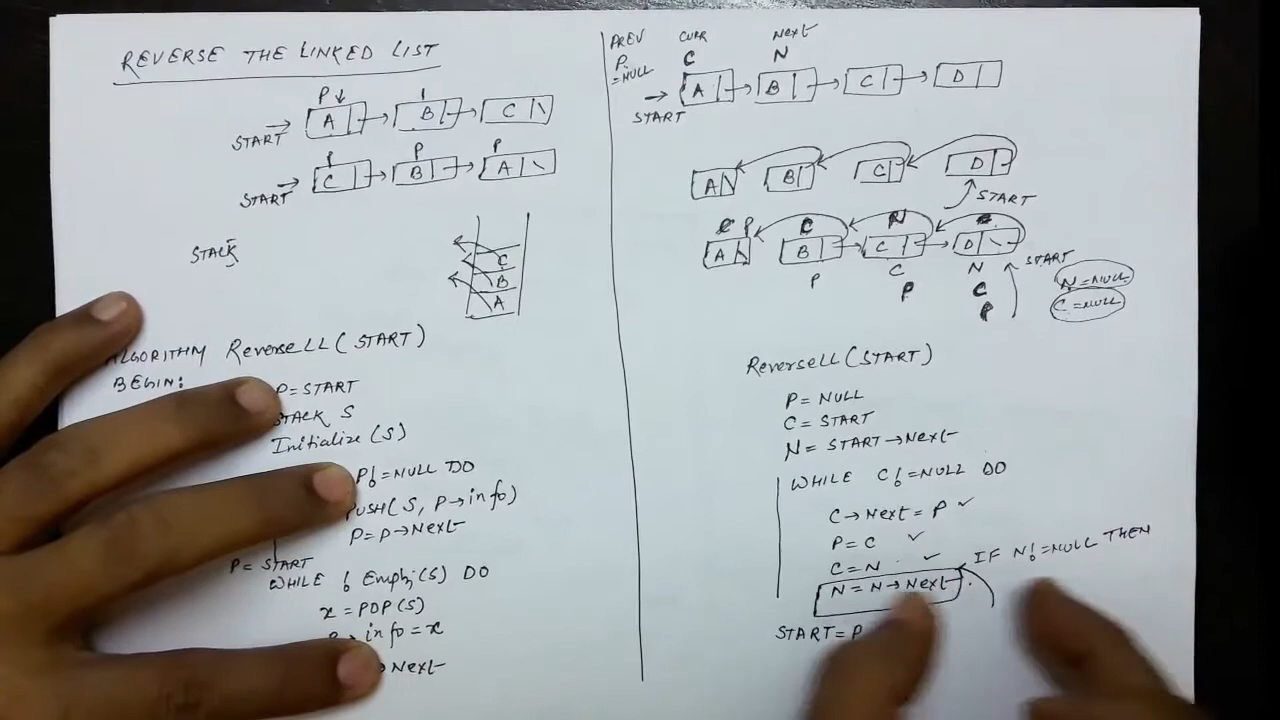 REVERSE THE LINKED LIST
P
START A B C
P P P
START C B A
STACK
C
B
A
ALGORITHM ReverseLL(START)
BEGIN:
P=START
STACK S
Initialize(S)
P!=NULL DO
PUSH(S, P→info)
P=P→Next
P=START
WHILE !Empty(S) DO
x=POP(S)
info=x
→Next
PREV CURR Next
P C N
=NULL
A B C D
START
A B C D
START
C P C N
A B C D
START
P C N
P C
P
N=NULL
C=NULL
ReverseLL(START)
P=NULL
C=START
N=START→Next
WHILE C!=NULL DO
C→Next=P
P=C
C=N
IF N!=NULL THEN
N=N→Next
START=P